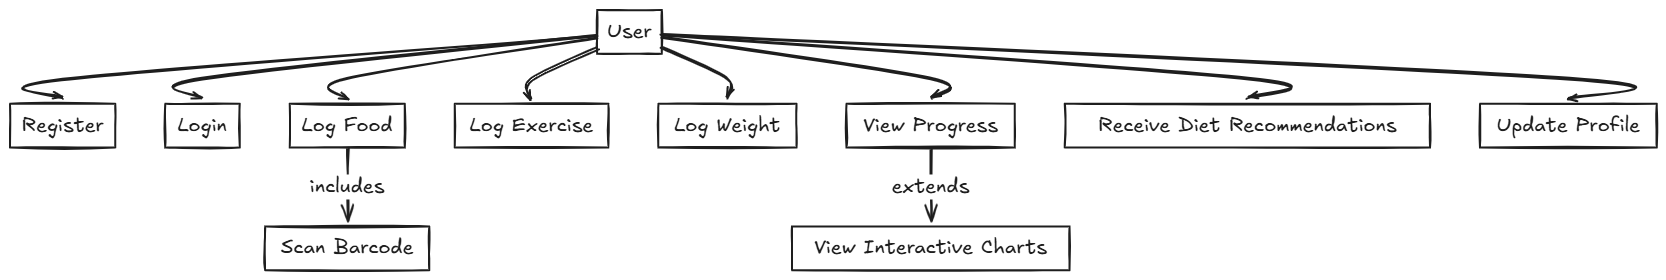 User
Register
Login
Log Food
Log Exercise
Log Weight
View Progress
Receive Diet Recommendations
Update Profile
includes
extends
Scan Barcode
View Interactive Charts